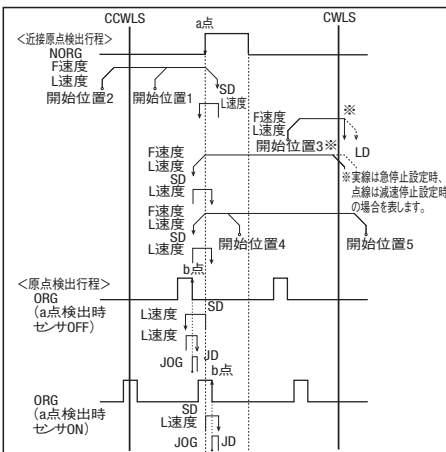 CCWLS
CWLS
a点
<近接原点検出行程>
NORG
F速度
L速度
SD
L速度
開始位置2
開始位置1
F速度
L速度
※
開始位置3※
LD
F速度
L速度
SD
L速度
※実線は急停止設定時、
点線は減速停止設定時
の場合を表します。
F速度
L速度
SD
L速度
開始位置4
開始位置5
b点
<原点検出行程>
ORG
(a点検出時
センサOFF)
SD
L速度
L速度
JOG
JD
b点
ORG
(a点検出時
センサON)
SD
L速度
JOG
JD